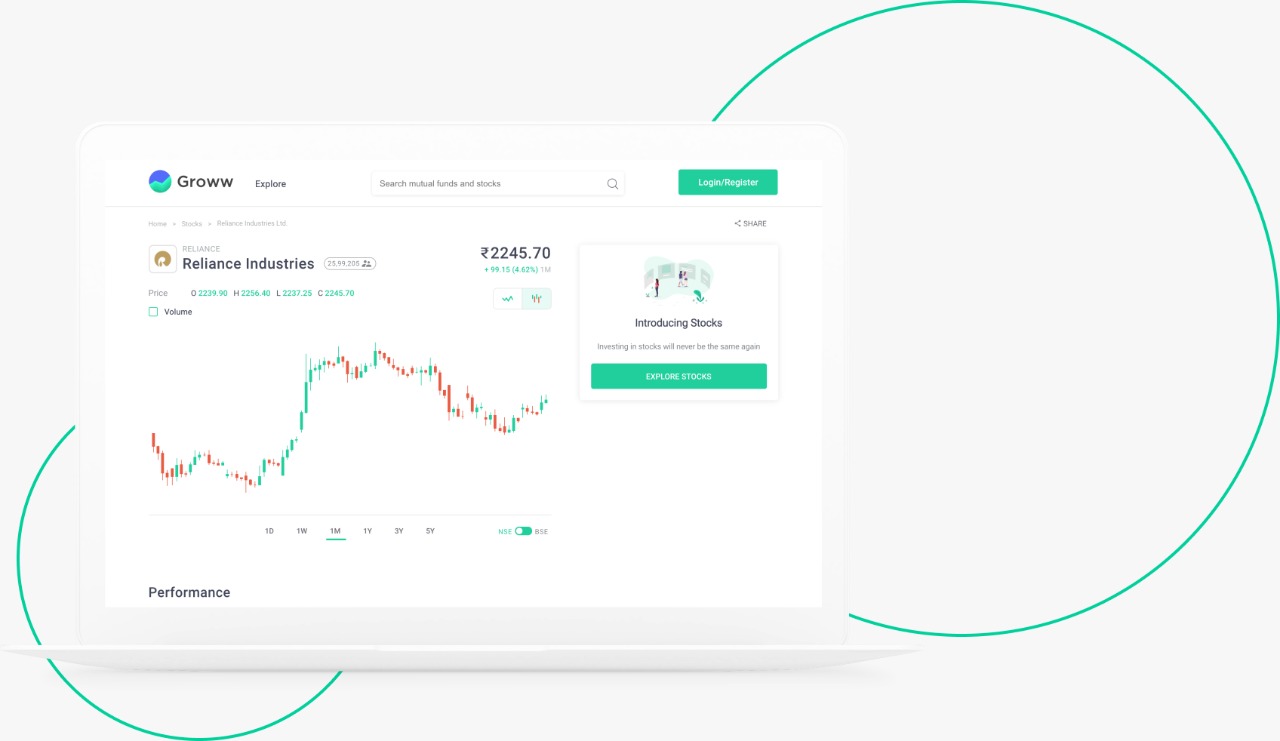 Groww
Explore
Search mutual funds and stocks
Login/Register
Home » Stocks » Reliance Industries Ltd.
SHARE
RELIANCE
Reliance Industries
25,99,205
₹2245.70
+ 99.15 (4.62%) 1M
Price O 2239.90 H 2256.40 L 2237.25 C 2245.70
Volume
Introducing Stocks
Investing in stocks will never be the same again
EXPLORE STOCKS
1D 1W 1M 1Y 3Y 5Y
NSE BSE
Performance